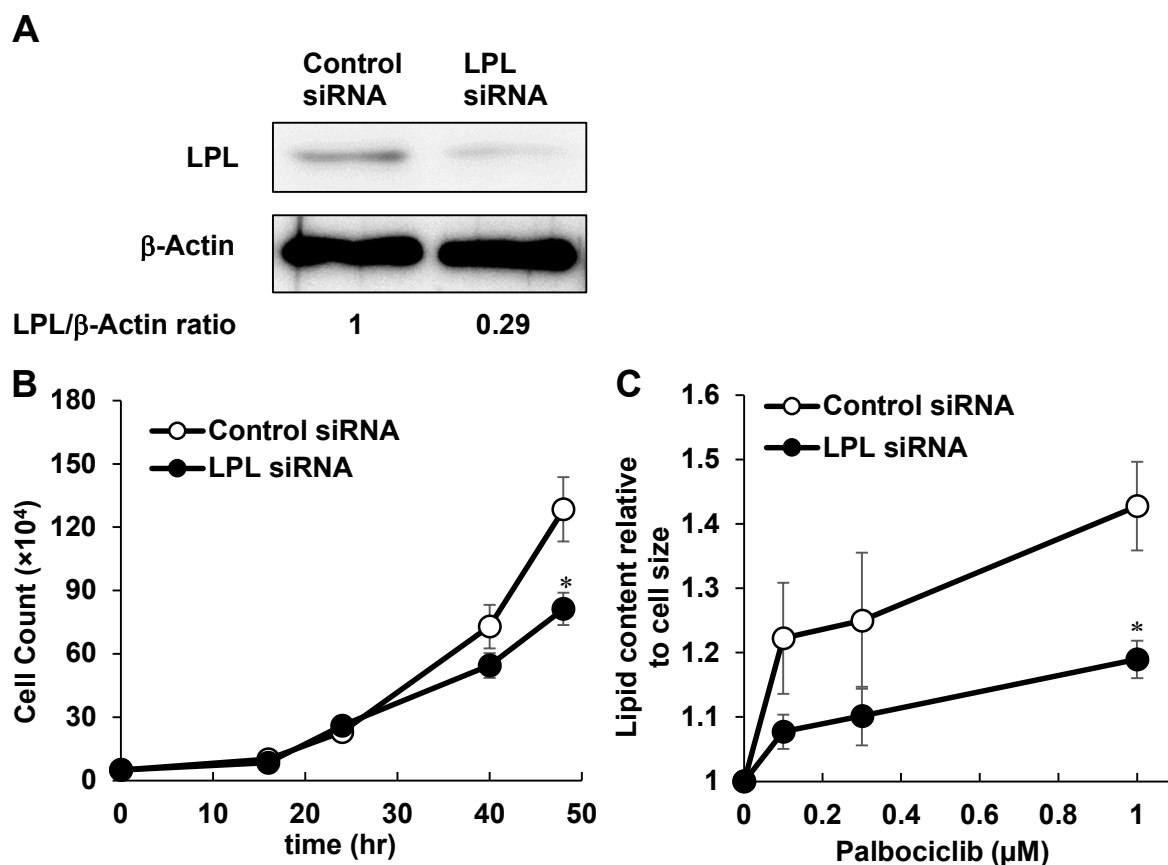 A
Control
siRNA
LPL
siRNA
LPL
β-Actin
LPL/β-Actin ratio 1 0.29
B
Cell Count (×10⁴)
180
150
120
90
60
30
0
Control siRNA
LPL siRNA
*
0 10 20 30 40 50
time (hr)
C
Lipid content relative
to cell size
1.6
1.5
1.4
1.3
1.2
1.1
1
Control siRNA
LPL siRNA
*
0 0.2 0.4 0.6 0.8 1
Palbociclib (µM)